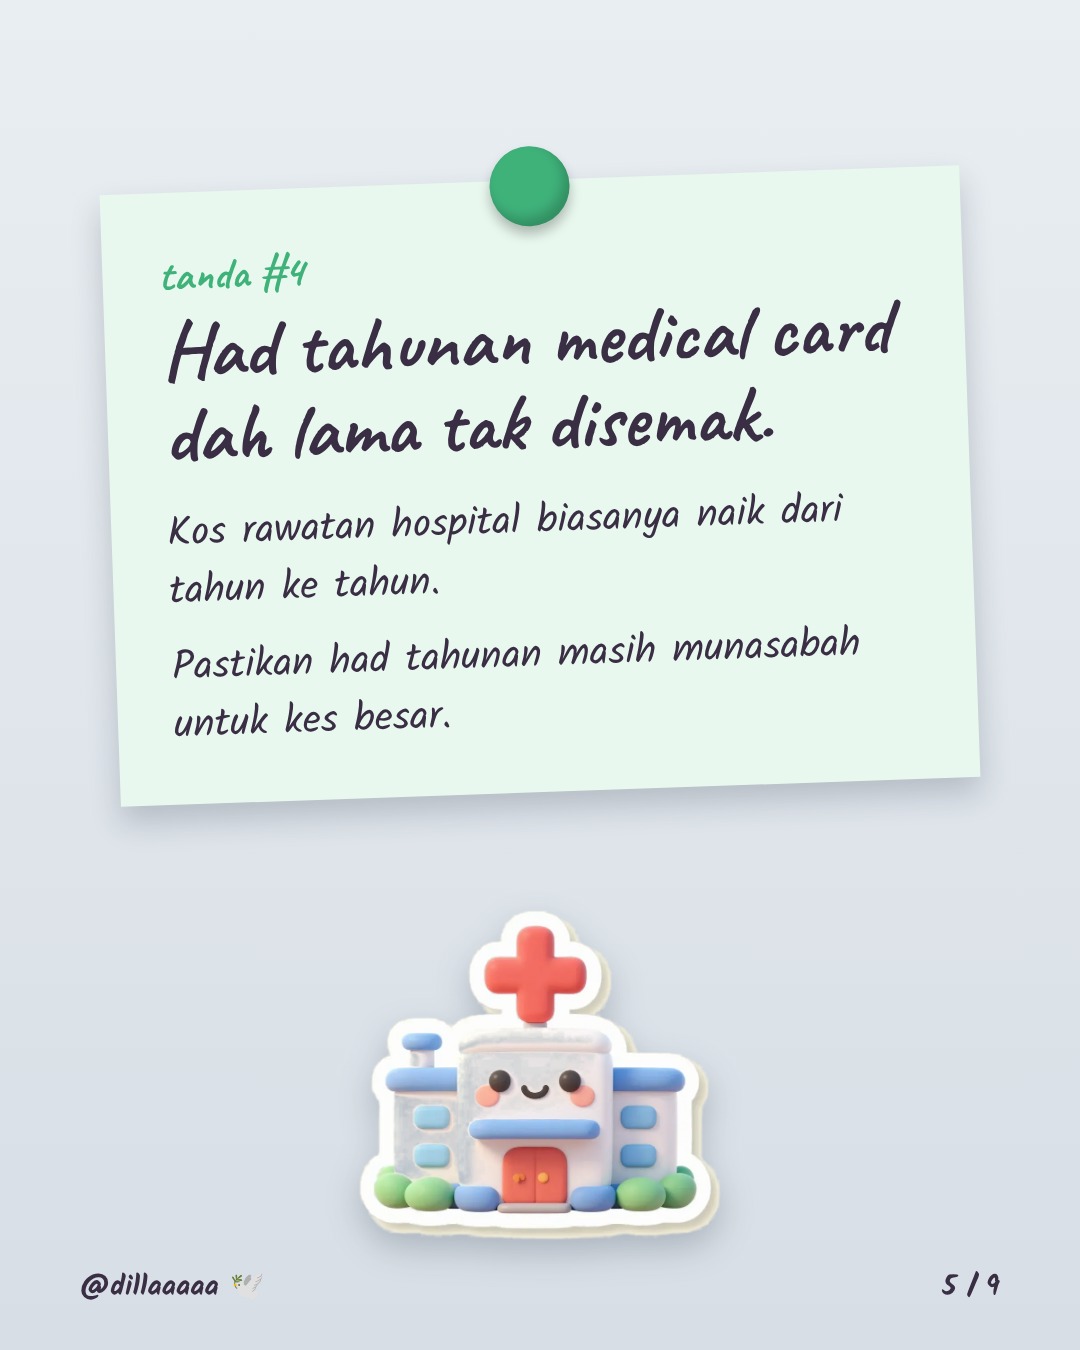 tanda #4
Had tahunan medical card
dah lama tak disemak.
Kos rawatan hospital biasanya naik dari
tahun ke tahun.
Pastikan had tahunan masih munasabah
untuk kes besar.
@dillaaaaa 🕊️
5 / 9